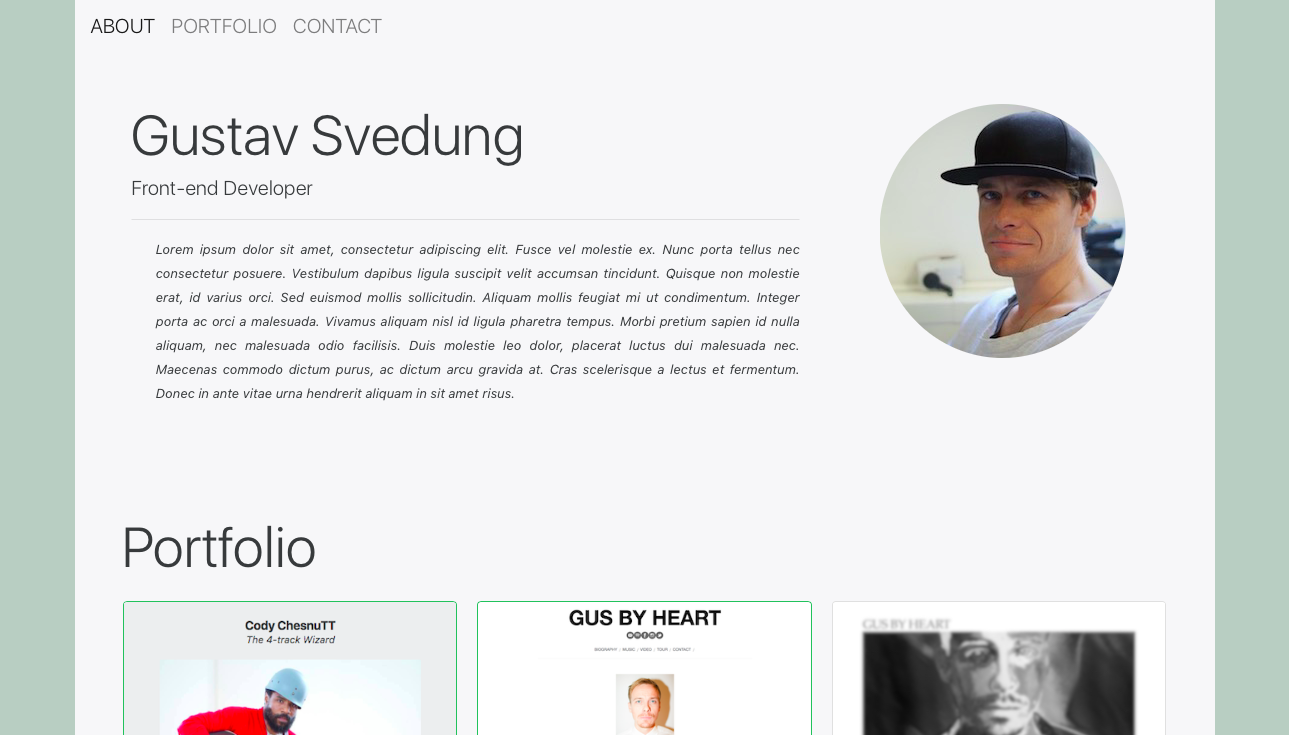 ABOUT PORTFOLIO CONTACT
Gustav Svedung
Front-end Developer
Lorem ipsum dolor sit amet, consectetur adipiscing elit. Fusce vel molestie ex. Nunc porta tellus nec
consectetur posuere. Vestibulum dapibus ligula suscipit velit accumsan tincidunt. Quisque non molestie
erat, id varius orci. Sed euismod mollis sollicitudin. Aliquam mollis feugiat mi ut condimentum. Integer
porta ac orci a malesuada. Vivamus aliquam nisl id ligula pharetra tempus. Morbi pretium sapien id nulla
aliquam, nec malesuada odio facilisis. Duis molestie leo dolor, placerat luctus dui malesuada nec.
Maecenas commodo dictum purus, ac dictum arcu gravida at. Cras scelerisque a lectus et fermentum.
Donec in ante vitae urna hendrerit aliquam in sit amet risus.
Portfolio
Cody ChesnuTT
The 4-track Wizard
GUS BY HEART
BIOGRAPHY / MUSIC / VIDEO / TOUR / CONTACT /
GUS BY HEART